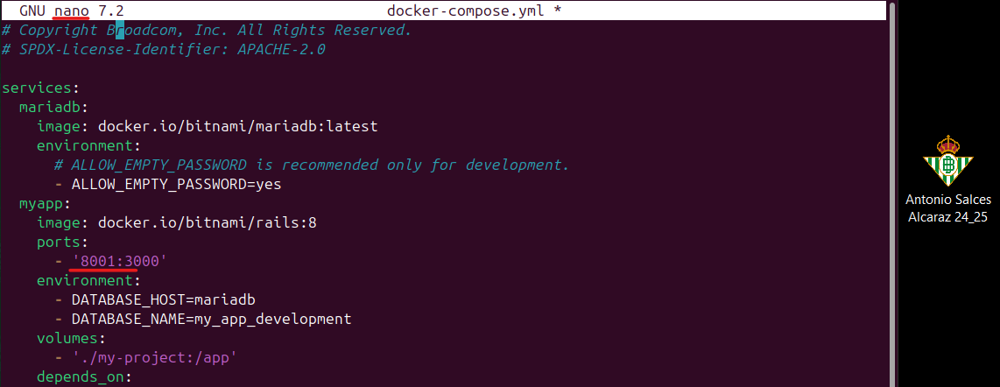 GNU nano 7.2 docker-compose.yml *
# Copyright Broadcom, Inc. All Rights Reserved.
# SPDX-License-Identifier: APACHE-2.0
services:
mariadb:
image: docker.io/bitnami/mariadb:latest
environment:
# ALLOW_EMPTY_PASSWORD is recommended only for development.
- ALLOW_EMPTY_PASSWORD=yes
myapp:
image: docker.io/bitnami/rails:8
ports:
- '8001:3000'
environment:
- DATABASE_HOST=mariadb
- DATABASE_NAME=my_app_development
volumes:
- './my-project:/app'
depends_on:
Antonio Salces
Alcaraz 24_25